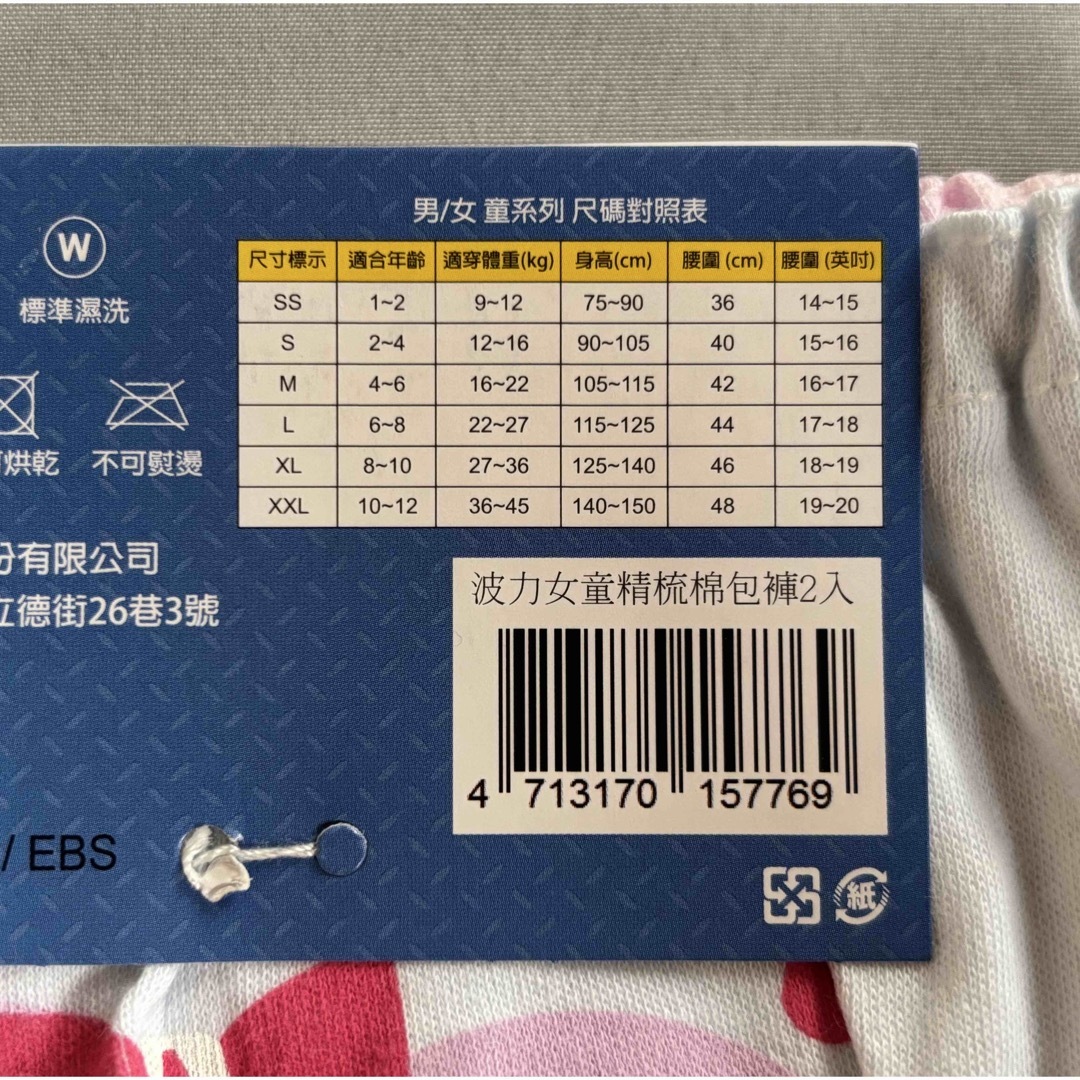 男/女 童系列 尺碼對照表
尺寸標示 適合年齡 適穿體重(kg) 身高(cm) 腰圍 (cm) 腰圍 (英吋)
SS 1~2 9~12 75~90 36 14~15
S 2~4 12~16 90~105 40 15~16
M 4~6 16~22 105~115 42 16~17
L 6~8 22~27 115~125 44 17~18
XL 8~10 27~36 125~140 46 18~19
XXL 10~12 36~45 140~150 48 19~20
W
標準濕洗
烘乾 不可熨燙
份有限公司
立德街26巷3號
波力女童精梳棉包褲2入
4 713170 157769
/ EBS
紙